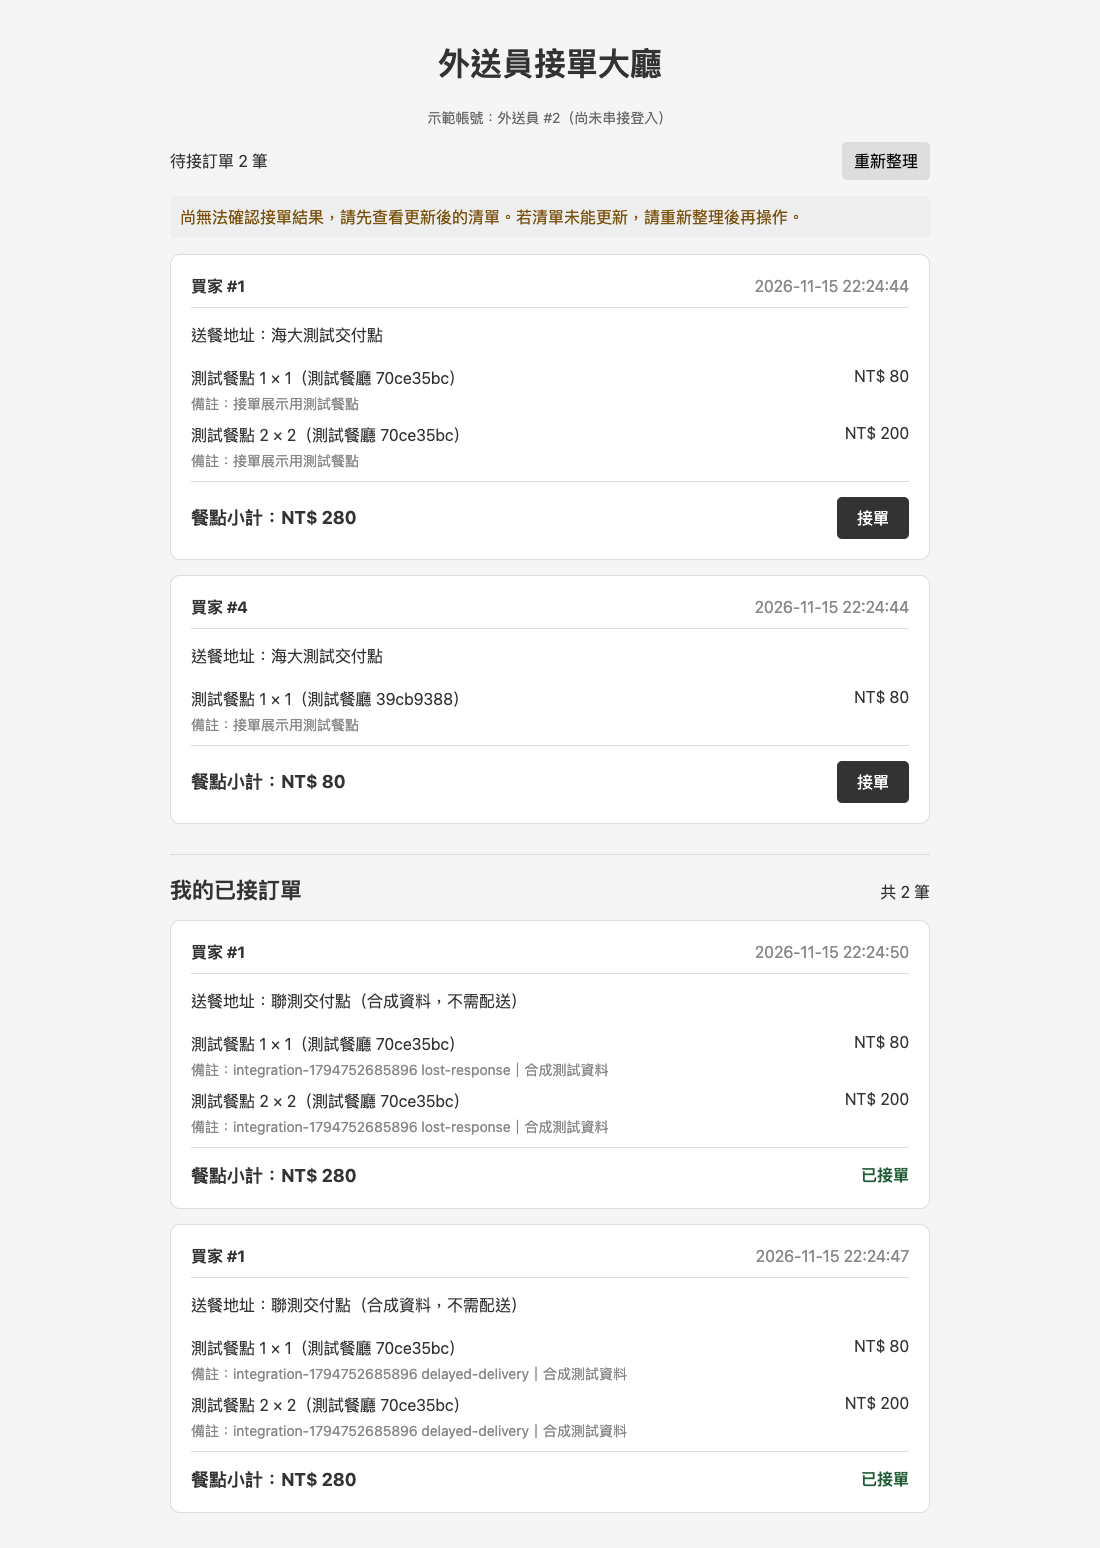 外送員接單大廳
示範帳號：外送員 #2（尚未串接登入）
待接訂單 2 筆
重新整理
尚無法確認接單結果，請先查看更新後的清單。若清單未能更新，請重新整理後再操作。
買家 #1
2026-11-15 22:24:44
送餐地址：海大測試交付點
測試餐點 1 × 1（測試餐廳 70ce35bc）
NT$ 80
備註：接單展示用測試餐點
測試餐點 2 × 2（測試餐廳 70ce35bc）
NT$ 200
備註：接單展示用測試餐點
餐點小計：NT$ 280
接單
買家 #4
2026-11-15 22:24:44
送餐地址：海大測試交付點
測試餐點 1 × 1（測試餐廳 39cb9388）
NT$ 80
備註：接單展示用測試餐點
餐點小計：NT$ 80
接單
我的已接訂單
共 2 筆
買家 #1
2026-11-15 22:24:50
送餐地址：聯測交付點（合成資料，不需配送）
測試餐點 1 × 1（測試餐廳 70ce35bc）
NT$ 80
備註：integration-1794752685896 lost-response｜合成測試資料
測試餐點 2 × 2（測試餐廳 70ce35bc）
NT$ 200
備註：integration-1794752685896 lost-response｜合成測試資料
餐點小計：NT$ 280
已接單
買家 #1
2026-11-15 22:24:47
送餐地址：聯測交付點（合成資料，不需配送）
測試餐點 1 × 1（測試餐廳 70ce35bc）
NT$ 80
備註：integration-1794752685896 delayed-delivery｜合成測試資料
測試餐點 2 × 2（測試餐廳 70ce35bc）
NT$ 200
備註：integration-1794752685896 delayed-delivery｜合成測試資料
餐點小計：NT$ 280
已接單